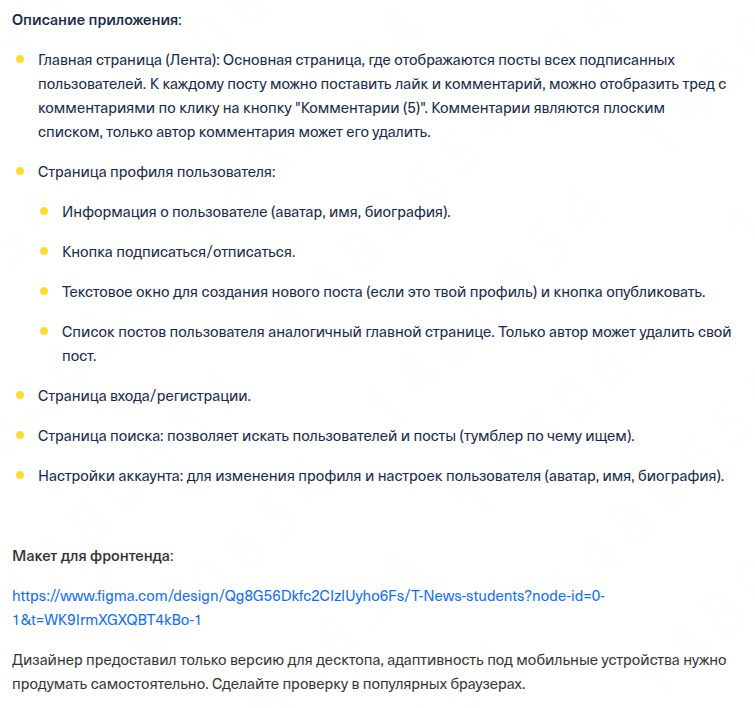 Описание приложения:
Главная страница (Лента): Основная страница, где отображаются посты всех подписанных
пользователей. К каждому посту можно поставить лайк и комментарий, можно отобразить тред с
комментариями по клику на кнопку "Комментарии (5)". Комментарии являются плоским
списком, только автор комментария может его удалить.
Страница профиля пользователя:
Информация о пользователе (аватар, имя, биография).
Кнопка подписаться/отписаться.
Текстовое окно для создания нового поста (если это твой профиль) и кнопка опубликовать.
Список постов пользователя аналогичный главной странице. Только автор может удалить свой
пост.
Страница входа/регистрации.
Страница поиска: позволяет искать пользователей и посты (тумблер по чему ищем).
Настройки аккаунта: для изменения профиля и настроек пользователя (аватар, имя, биография).
Макет для фронтенда:
https://www.figma.com/design/Qg8G56Dkfc2CIzlUyho6Fs/T-News-students?node-id=0-
1&t=WK9IrmXGXQBT4kBo-1
Дизайнер предоставил только версию для десктопа, адаптивность под мобильные устройства нужно
продумать самостоятельно. Сделайте проверку в популярных браузерах.